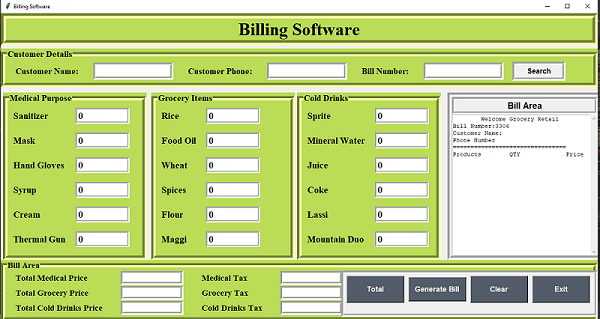 Billing Software
Billing Software
Customer Details
Customer Name: Customer Phone: Bill Number: Search
Medical Purpose
Sanitizer 0
Mask 0
Hand Gloves 0
Syrup 0
Cream 0
Thermal Gun 0
Grocery Items
Rice 0
Food Oil 0
Wheat 0
Spices 0
Flour 0
Maggi 0
Cold Drinks
Sprite 0
Mineral Water 0
Juice 0
Coke 0
Lassi 0
Mountain Duo 0
Bill Area
Welcome Grocery Retail
Bill Number:3306
Customer Name:
Phone Number
================================
Products QTY Price
Bill Area
Total Medical Price Medical Tax
Total Grocery Price Grocery Tax
Total Cold Drinks Price Cold Drinks Tax
Total Generate Bill Clear Exit